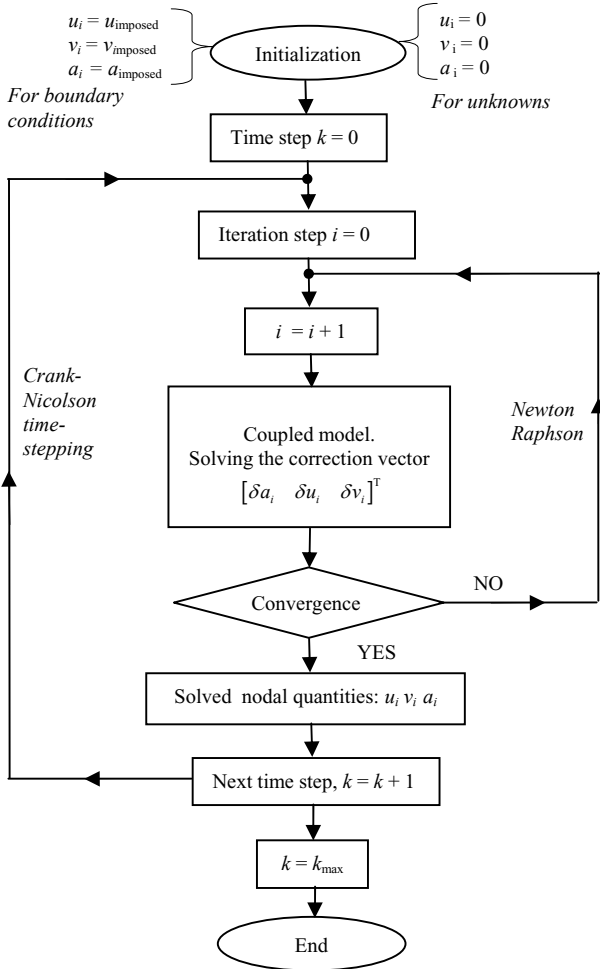 u_i = u_imposed
v_i = v_imposed
a_i = a_imposed
For boundary
conditions
Initialization
u_i = 0
v_i = 0
a_i = 0
For unknowns
Time step k = 0
Iteration step i = 0
i = i + 1
Crank-
Nicolson
time-
stepping
Coupled model.
Solving the correction vector
[δa_i δu_i δv_i]^T
Newton
Raphson
Convergence
NO
YES
Solved nodal quantities: u_i v_i a_i
Next time step, k = k + 1
k = k_max
End